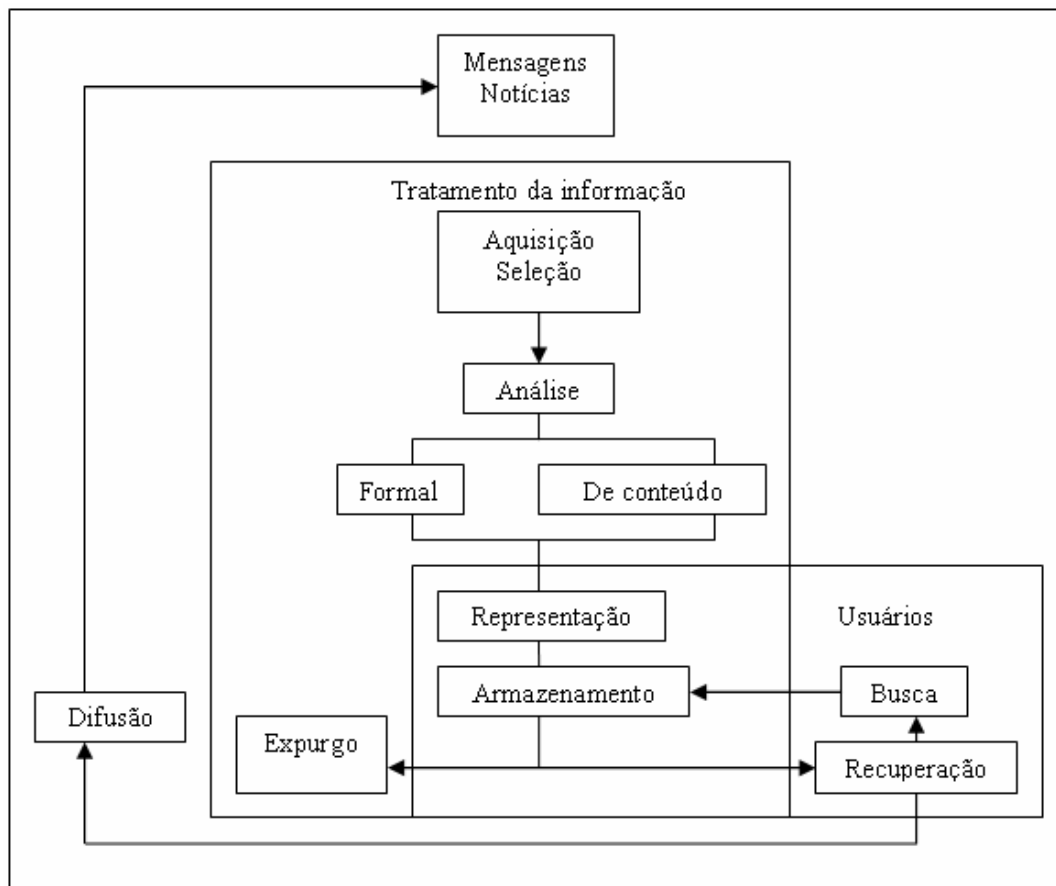 Mensagens
Notícias
Tratamento da informação
Aquisição
Seleção
Análise
Formal
De conteúdo
Representação
Usuários
Armazenamento
Busca
Difusão
Expurgo
Recuperação